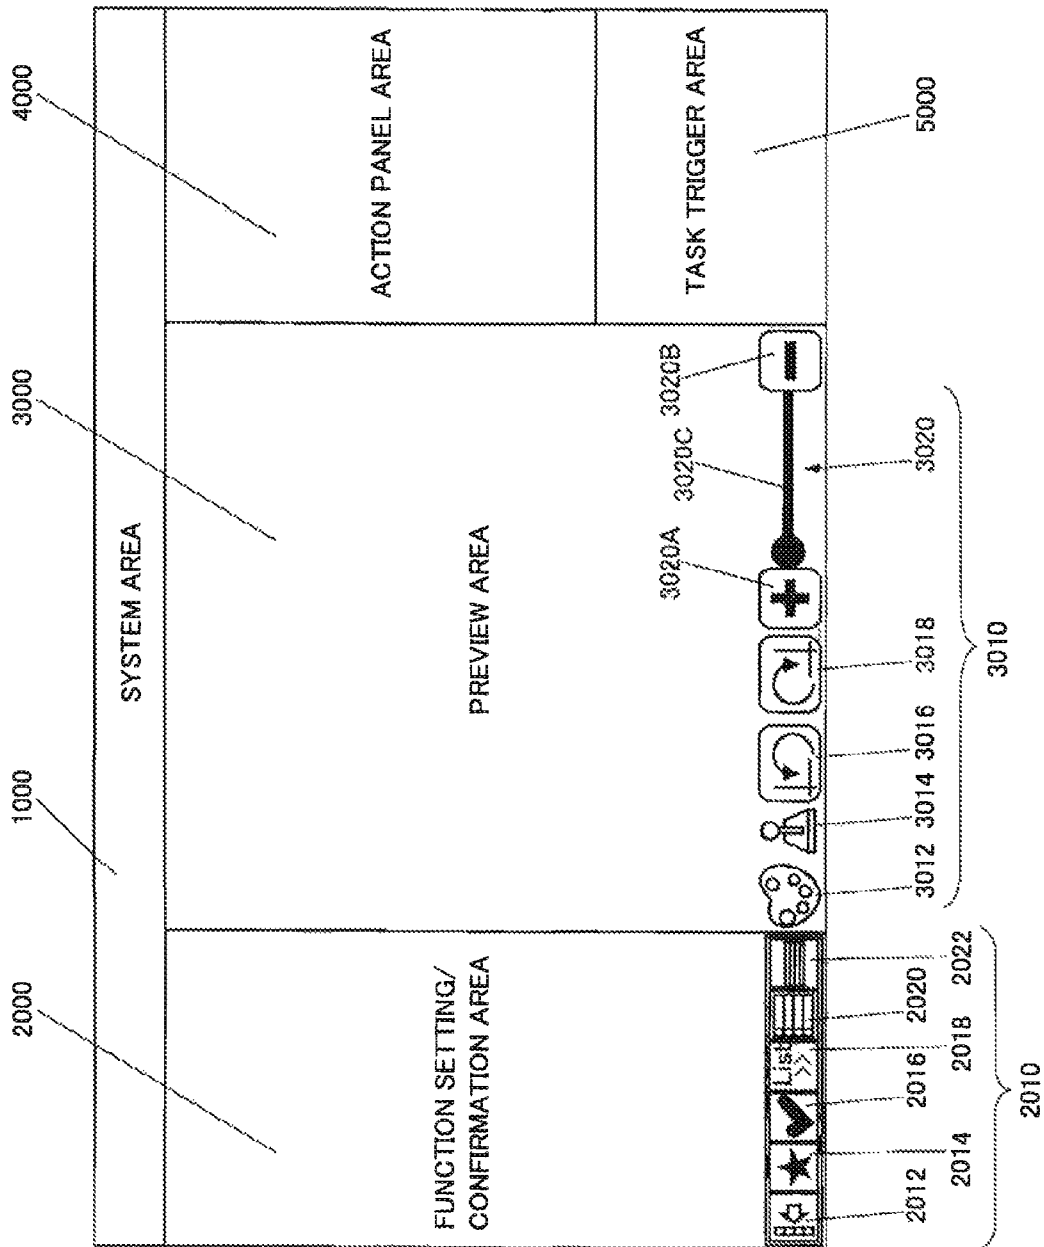 1000
2000
3000
4000
SYSTEM AREA
FUNCTION SETTING/
CONFIRMATION AREA
PREVIEW AREA
ACTION PANEL AREA
TASK TRIGGER AREA
3020A
3020C
3020B
List
>>
2012
2014
2016
2018
2020
2022
3012
3014
3016
3018
3020
5000
2010
3010